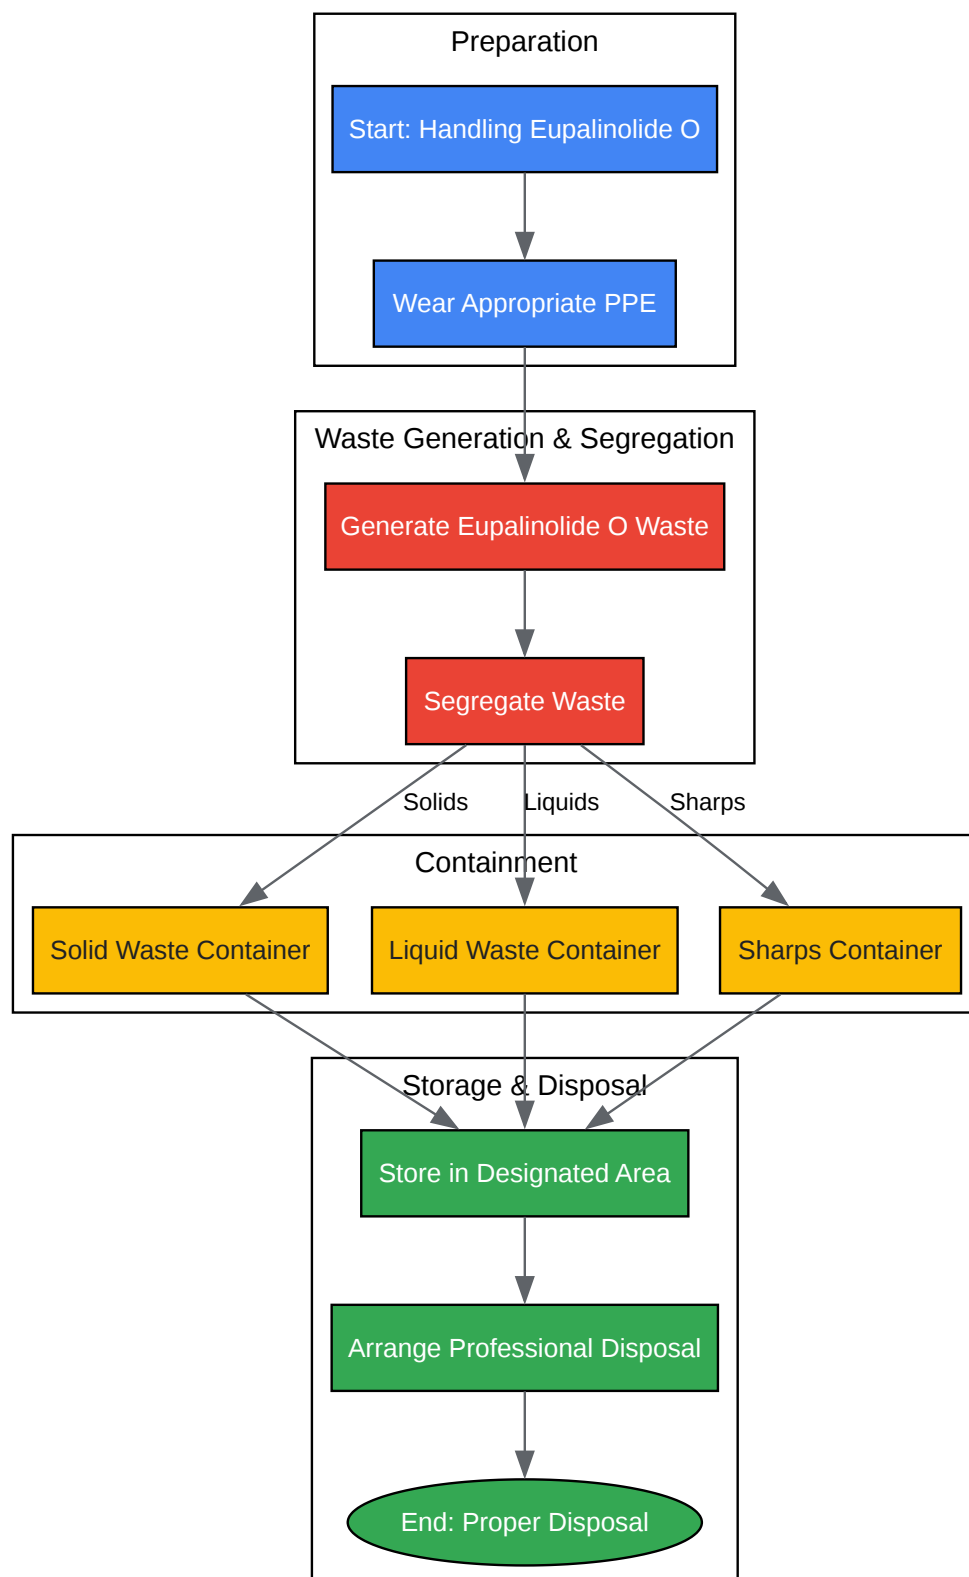 Preparation
Start: Handling Eupalinolide O
Wear Appropriate PPE
Waste Generation & Segregation
Generate Eupalinolide O Waste
Segregate Waste
Solids
Liquids
Sharps
Containment
Solid Waste Container
Liquid Waste Container
Sharps Container
Storage & Disposal
Store in Designated Area
Arrange Professional Disposal
End: Proper Disposal